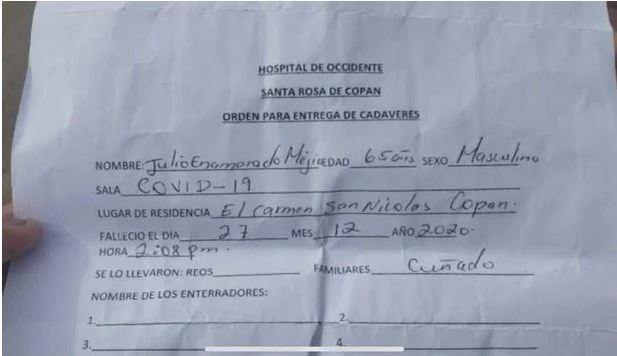 HOSPITAL DE OCCIDENTE
SANTA ROSA DE COPAN
ORDEN PARA ENTREGA DE CADAVERES
NOMBRE: Julio Enamorado Mejia EDAD 65 años SEXO Masculino
SALA COVID-19
LUGAR DE RESIDENCIA El Carmen San Nicolas Copan.
FALLECIO EL DIA 27 MES 12 AÑO 2020.
HORA 2:08 pm.
SE LO LLEVARON: REOS FAMILIARES Cuñado
NOMBRE DE LOS ENTERRADORES:
1. 2.
3. 4.